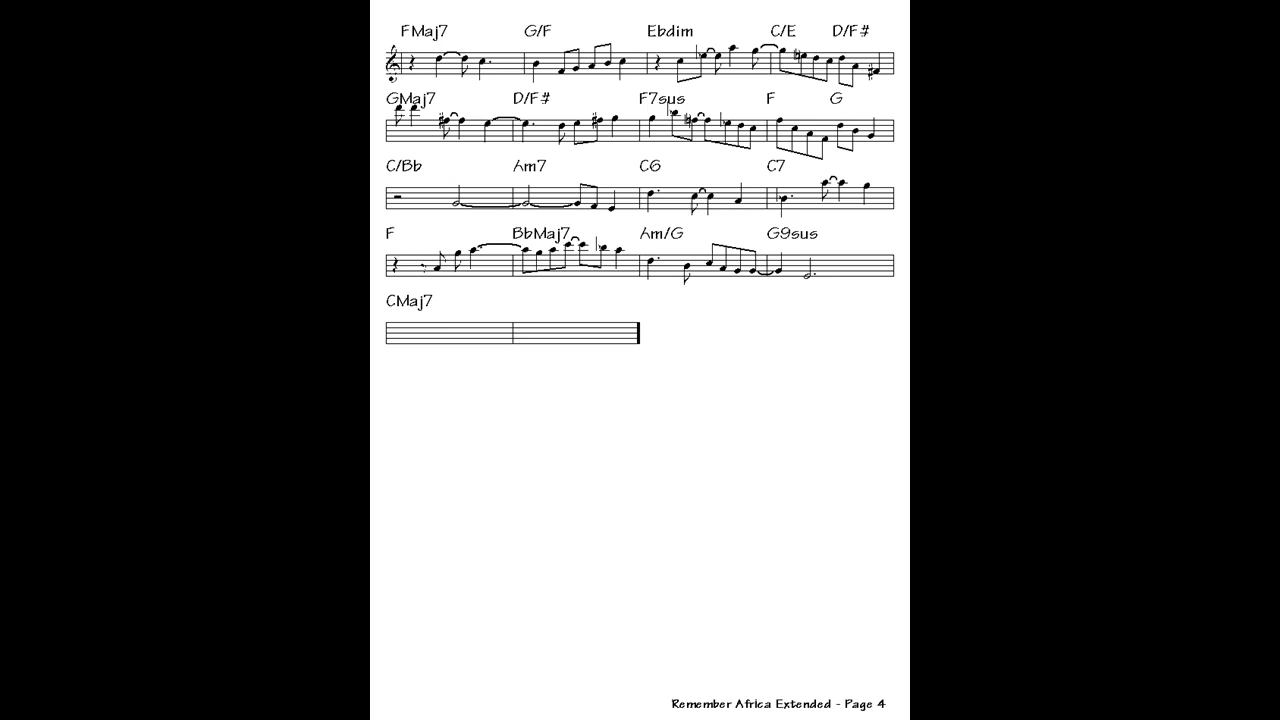 FMaj7 G/F Ebdim C/E D/F#
GMaj7 D/F# F7sus F G
C/Bb Am7 C6 C7
F BbMaj7 Am/G G9sus
CMaj7
Remember Africa Extended - Page 4